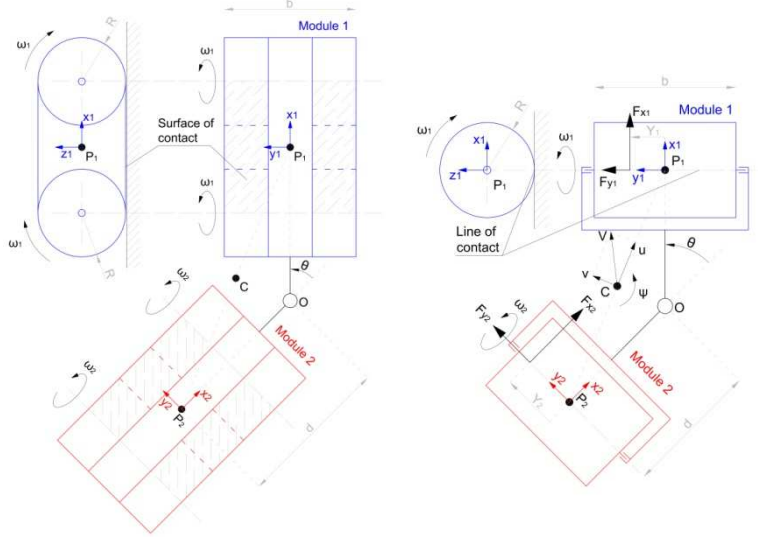 b
Module 1
R
ω1
ω1
x1
x1
Surface of
contact
z1
P1
y1
P1
ω1
ω1
R
θ
C
O
ω2
Module 2
ω2
y2
x2
P2
d
b
Fx1
Module 1
R
Y1
ω1
ω1
x1
x1
z1
P1
Fy1
y1
P1
Line of
contact
V
u
θ
v
C
ψ
O
Fy2
ω2
Fx2
Module 2
y2
x2
Y2
P2
d